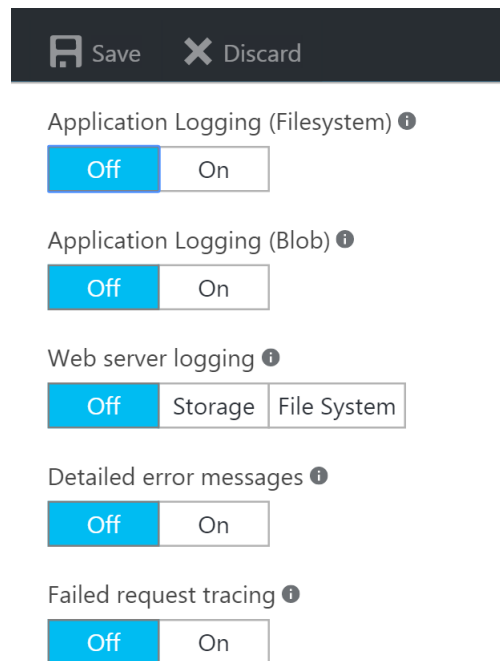 Save Discard
Application Logging (Filesystem)
Off On
Application Logging (Blob)
Off On
Web server logging
Off Storage File System
Detailed error messages
Off On
Failed request tracing
Off On